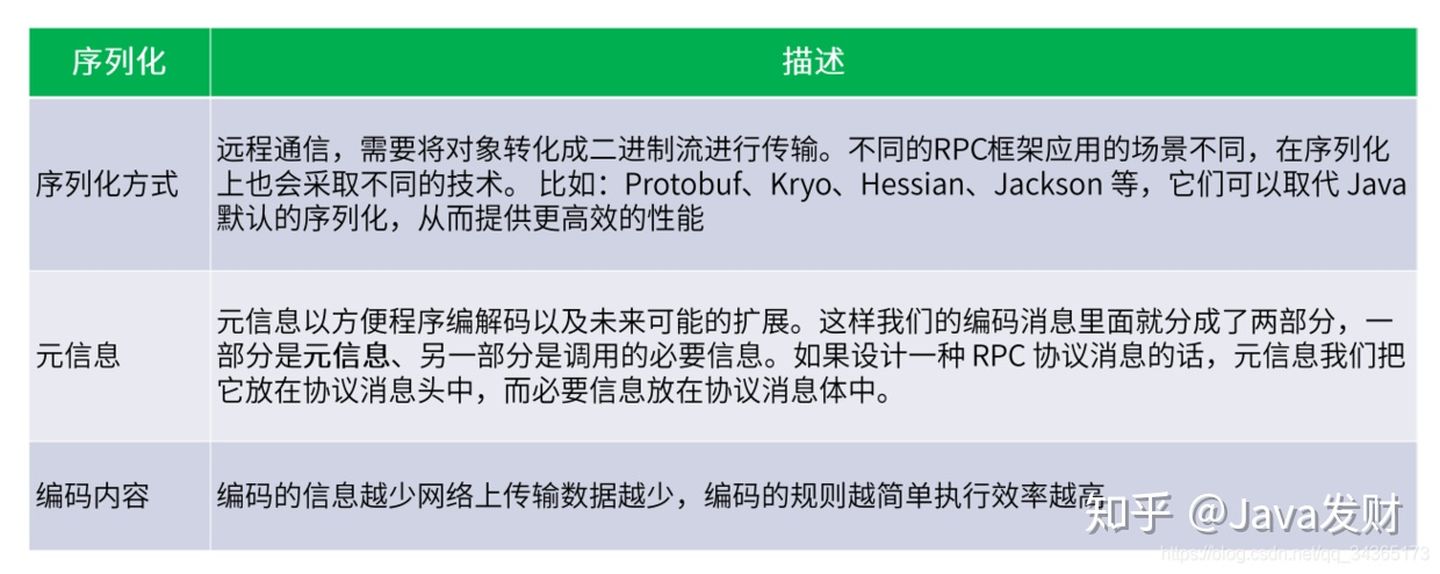 序列化
描述
序列化方式
远程通信，需要将对象转化成二进制流进行传输。不同的RPC框架应用的场景不同，在序列化
上也会采取不同的技术。 比如：Protobuf、Kryo、Hessian、Jackson 等，它们可以取代 Java
默认的序列化，从而提供更高效的性能
元信息
元信息以方便程序编解码以及未来可能的扩展。这样我们的编码消息里面就分成了两部分，一
部分是元信息、另一部分是调用的必要信息。如果设计一种 RPC 协议消息的话，元信息我们把
它放在协议消息头中，而必要信息放在协议消息体中。
编码内容
编码的信息越少网络上传输数据越少，编码的规则越简单执行效率越高
知乎 @Java发财
https://blog.csdn.net/qq_34365173